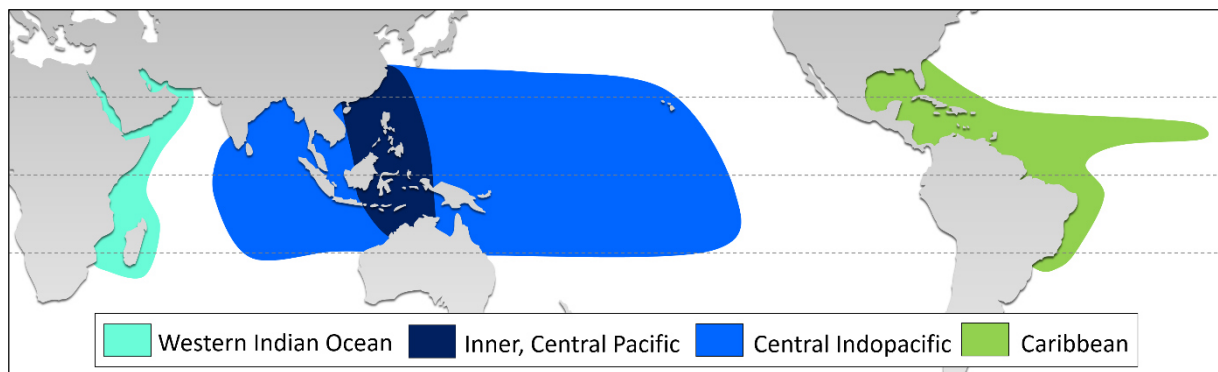 Western Indian Ocean
Inner, Central Pacific
Central Indopacific
Caribbean